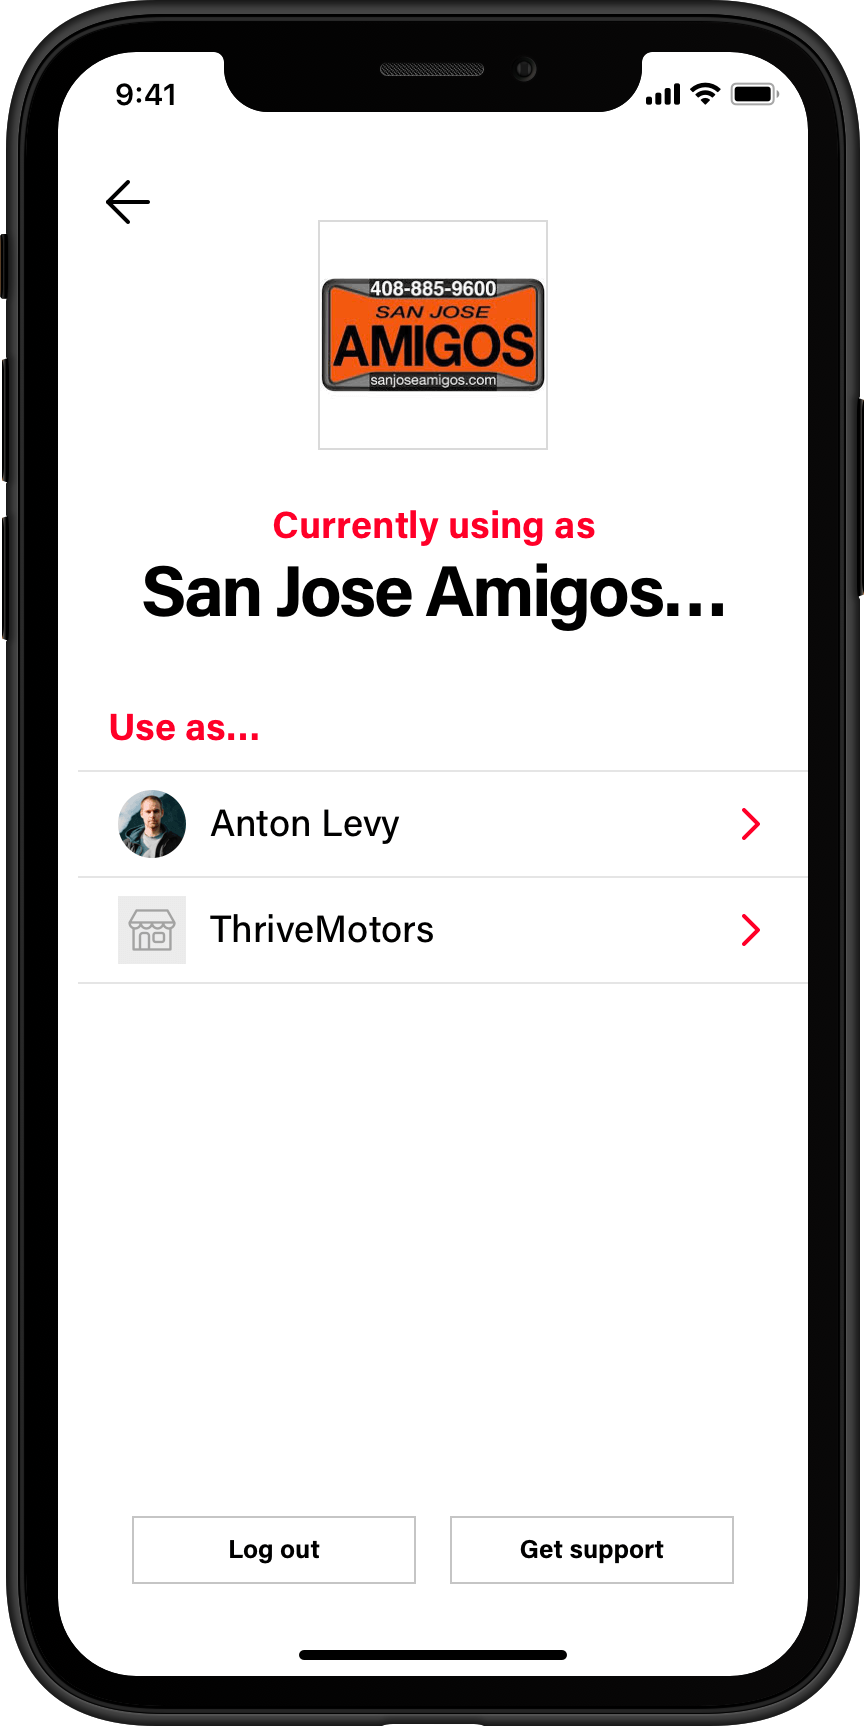 9:41
408-885-9600
SAN JOSE
AMIGOS
sanjoseamigos.com
Currently using as
San Jose Amigos...
Use as...
Anton Levy
ThriveMotors
Log out
Get support